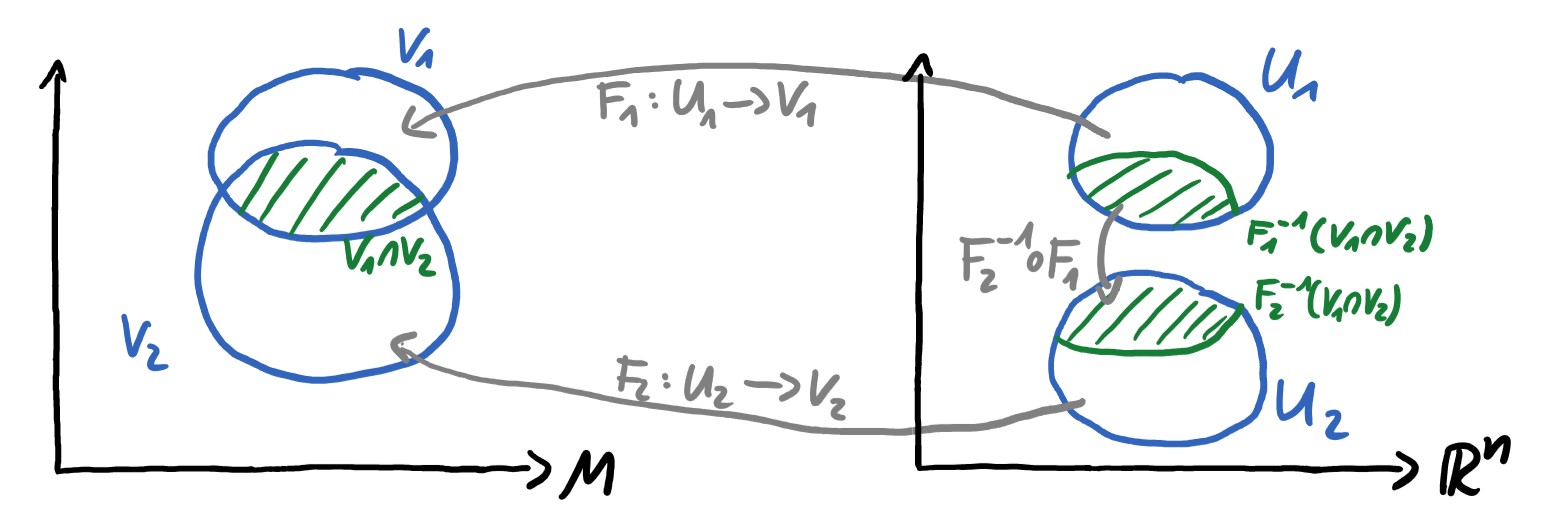 V₁
F₁ : U₁ → V₁
U₁
V₁∩V₂
F₂⁻¹∘F₁
F₁⁻¹(V₁∩V₂)
F₂⁻¹(V₁∩V₂)
V₂
F₂ : U₂ → V₂
U₂
M
ℝⁿ